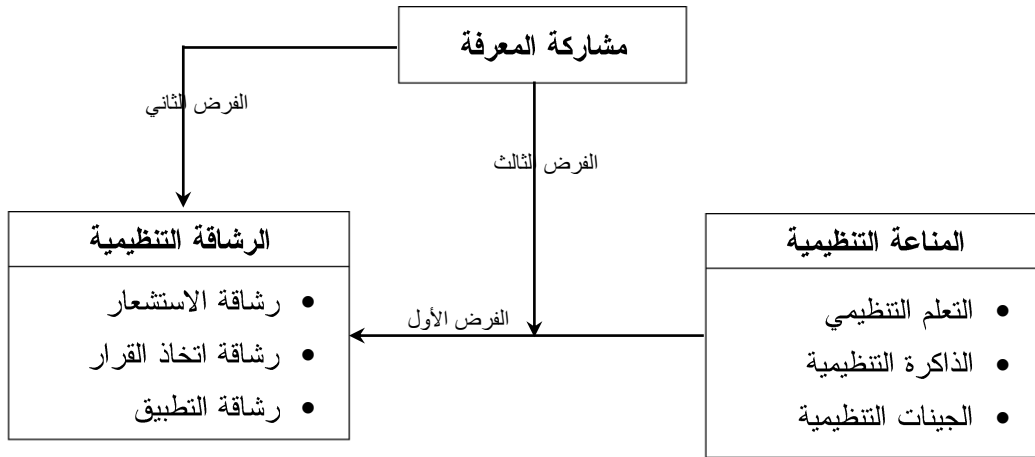 مشاركة المعرفة
الفرض الثاني
الفرض الثالث
المناعة التنظيمية
التعلم التنظيمي
الذاكرة التنظيمية
الجينات التنظيمية
الفرض الأول
الرشاقة التنظيمية
رشاقة الاستشعار
رشاقة اتخاذ القرار
رشاقة التطبيق